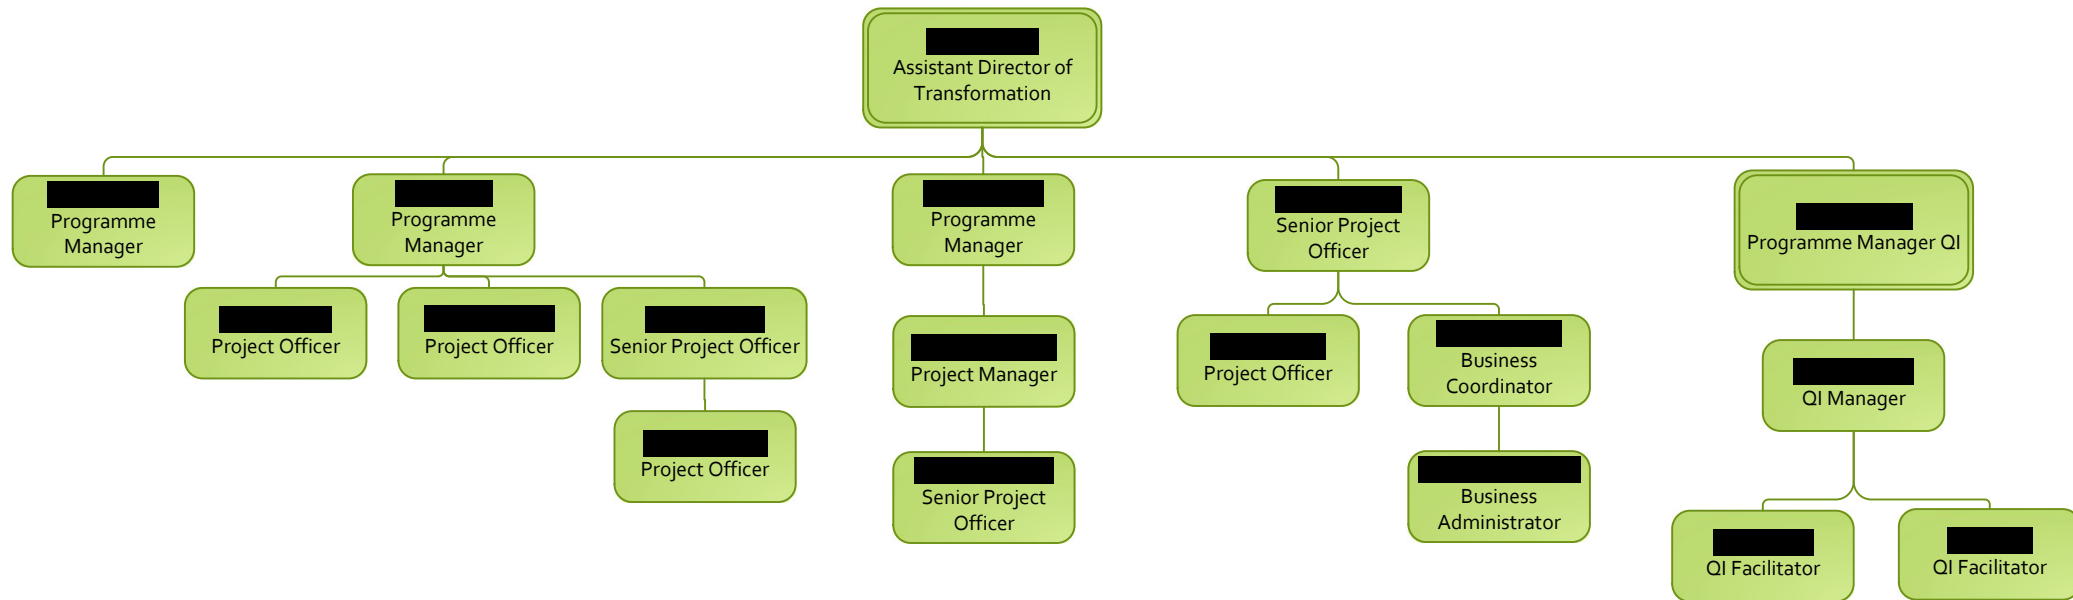 Assistant Director of
Transformation
Programme
Manager
Programme
Manager
Programme
Manager
Senior Project
Officer
Programme Manager QI
Project Officer
Project Officer
Senior Project Officer
Project Manager
Project Officer
Business
Coordinator
QI Manager
Project Officer
Senior Project
Officer
Business
Administrator
QI Facilitator
QI Facilitator